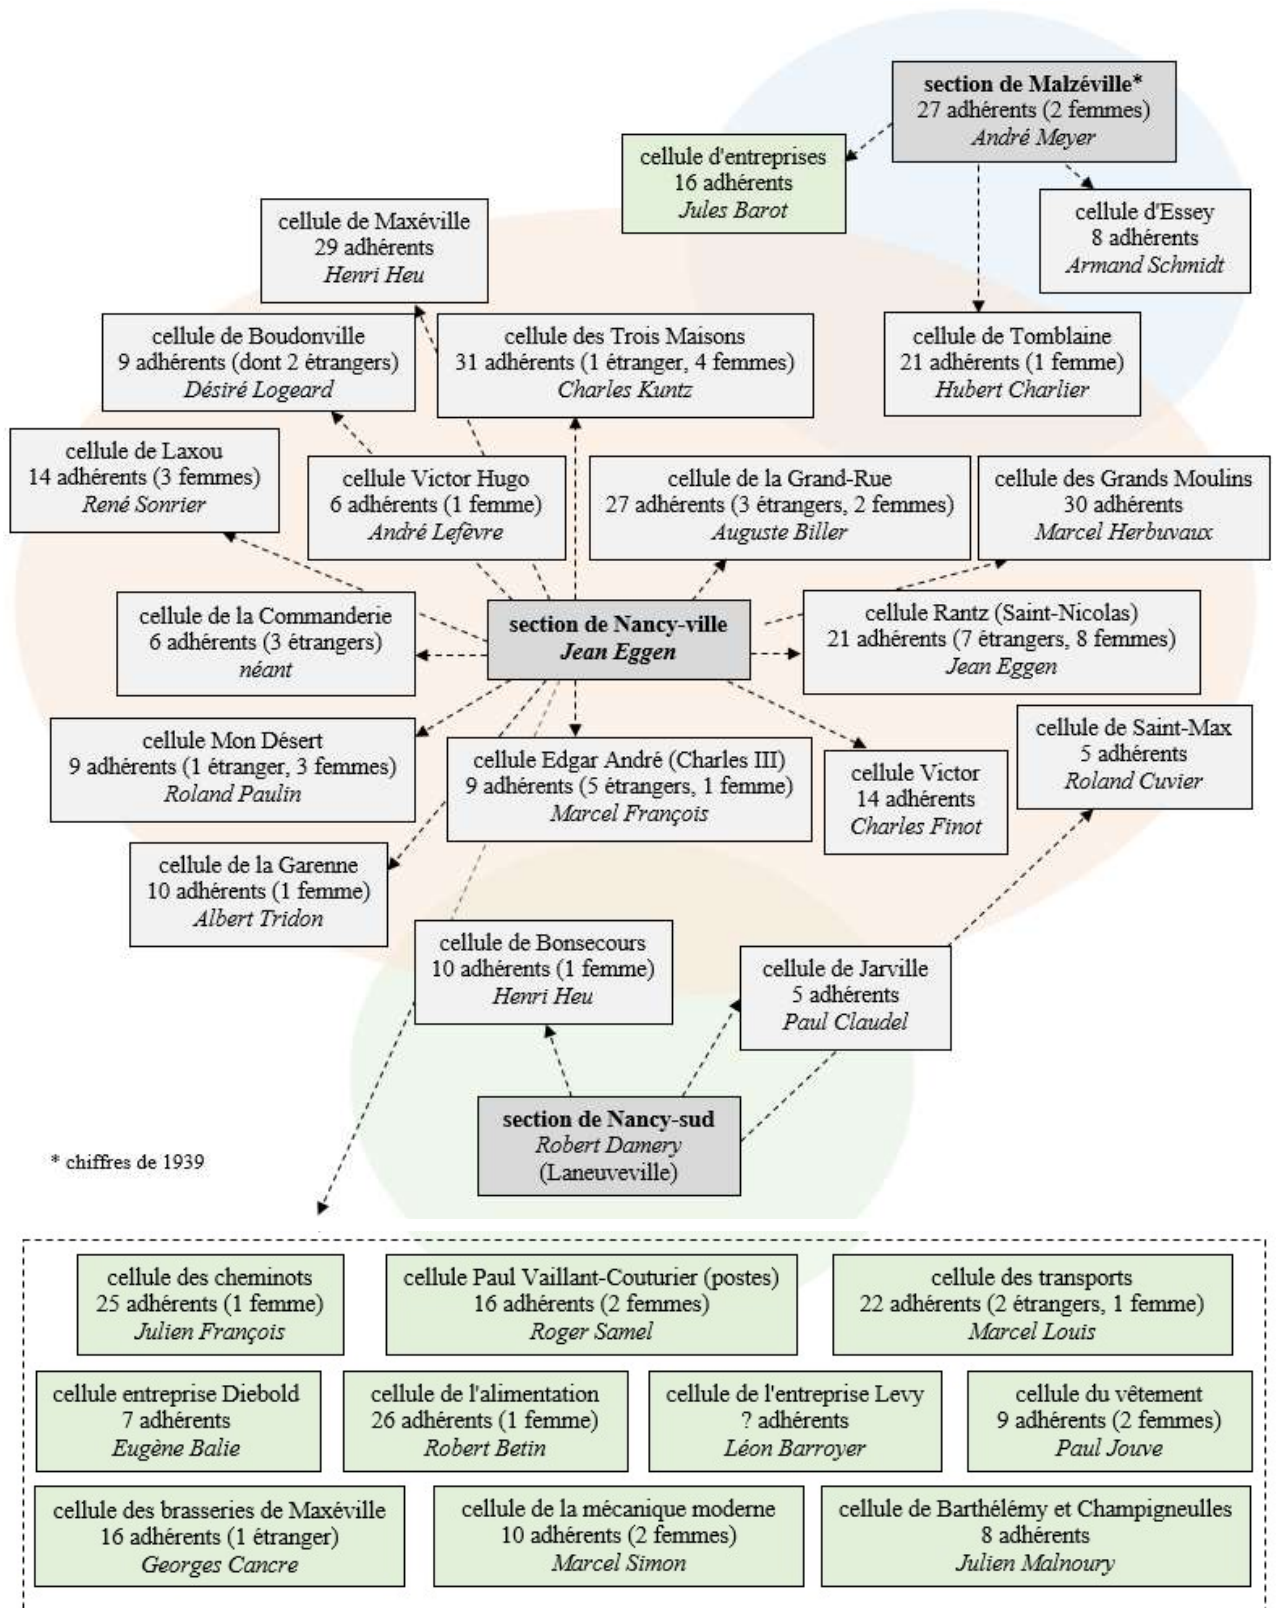 section de Malzéville*
27 adhérents (2 femmes)
André Meyer
cellule d'entreprises
16 adhérents
Jules Barot
cellule d'Essey
8 adhérents
Armand Schmidt
cellule de Maxéville
29 adhérents
Henri Heu
cellule de Boudonville
9 adhérents (dont 2 étrangers)
Désiré Logeard
cellule des Trois Maisons
31 adhérents (1 étranger, 4 femmes)
Charles Kuntz
cellule de Tomblaine
21 adhérents (1 femme)
Hubert Charlier
cellule de Laxou
14 adhérents (3 femmes)
René Sonrier
cellule Victor Hugo
6 adhérents (1 femme)
André Lefèvre
cellule de la Grand-Rue
27 adhérents (3 étrangers, 2 femmes)
Auguste Biller
cellule des Grands Moulins
30 adhérents
Marcel Herbuvaux
cellule de la Commanderie
6 adhérents (3 étrangers)
néant
section de Nancy-ville
Jean Eggen
cellule Rantz (Saint-Nicolas)
21 adhérents (7 étrangers, 8 femmes)
Jean Eggen
cellule Mon Désert
9 adhérents (1 étranger, 3 femmes)
Roland Paulin
cellule Edgar André (Charles III)
9 adhérents (5 étrangers, 1 femme)
Marcel François
cellule Victor
14 adhérents
Charles Finot
cellule de Saint-Max
5 adhérents
Roland Cuvier
cellule de la Garenne
10 adhérents (1 femme)
Albert Tridon
cellule de Bonsecours
10 adhérents (1 femme)
Henri Heu
cellule de Jarville
5 adhérents
Paul Claudel
section de Nancy-sud
Robert Damery
(Laneuveville)
* chiffres de 1939
cellule des cheminots
25 adhérents (1 femme)
Julien François
cellule Paul Vaillant-Couturier (postes)
16 adhérents (2 femmes)
Roger Samel
cellule des transports
22 adhérents (2 étrangers, 1 femme)
Marcel Louis
cellule entreprise Diebold
7 adhérents
Eugène Balie
cellule de l'alimentation
26 adhérents (1 femme)
Robert Betin
cellule de l'entreprise Levy
? adhérents
Léon Barroyer
cellule du vêtement
9 adhérents (2 femmes)
Paul Jouve
cellule des brasseries de Maxéville
16 adhérents (1 étranger)
Georges Cancre
cellule de la mécanique moderne
10 adhérents (2 femmes)
Marcel Simon
cellule de Barthélémy et Champigneulles
8 adhérents
Julien Malnoury